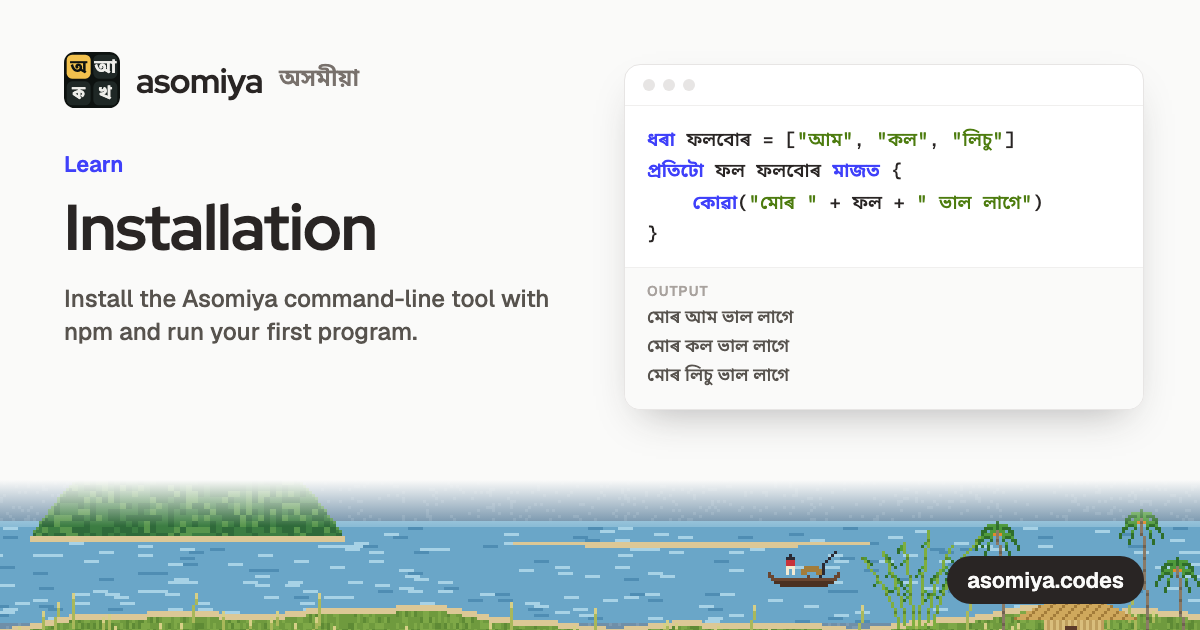 অ আ
ক খ
asomiya অসমীয়া
Learn
Installation
Install the Asomiya command-line tool with
npm and run your first program.
ধৰা ফলবোৰ = ["আম", "কল", "লিচু"]
প্ৰতিটো ফল ফলবোৰ মাজত {
কোৱা("মোৰ " + ফল + " ভাল লাগে")
}
OUTPUT
মোৰ আম ভাল লাগে
মোৰ কল ভাল লাগে
মোৰ লিচু ভাল লাগে
asomiya.codes